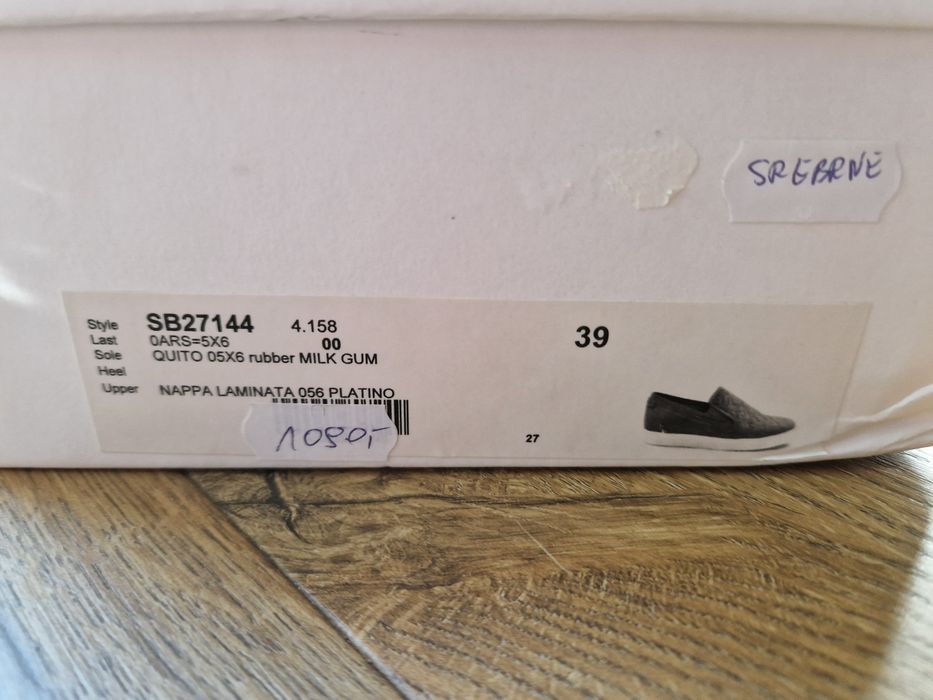 SREBRNE
Style SB27144 4.158
Last 0ARS=5X6 00
Sole QUITO 05X6 rubber MILK GUM
Heel
Upper NAPPA LAMINATA 056 PLATINO
39
1090,-
27